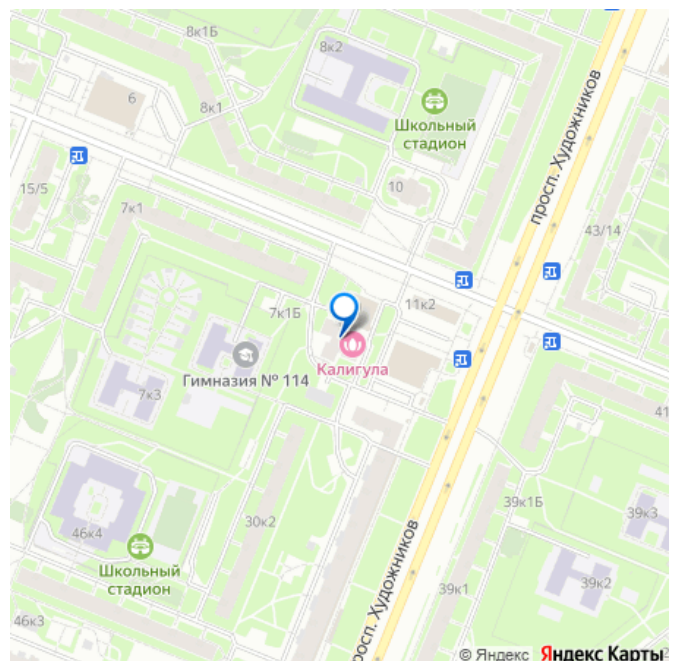 8к1Б
8к2
6
8к1
Школьный
стадион
просп. Художников
10
15/5
7к1
43/14
11к2
7к1Б
Калигула
Гимназия № 114
7к3
41
39к1Б
30к2
39к3
46к4
Школьный
стадион
просп. Художников
39к1
39к2
46к3
© Яндекс Яндекс Карты